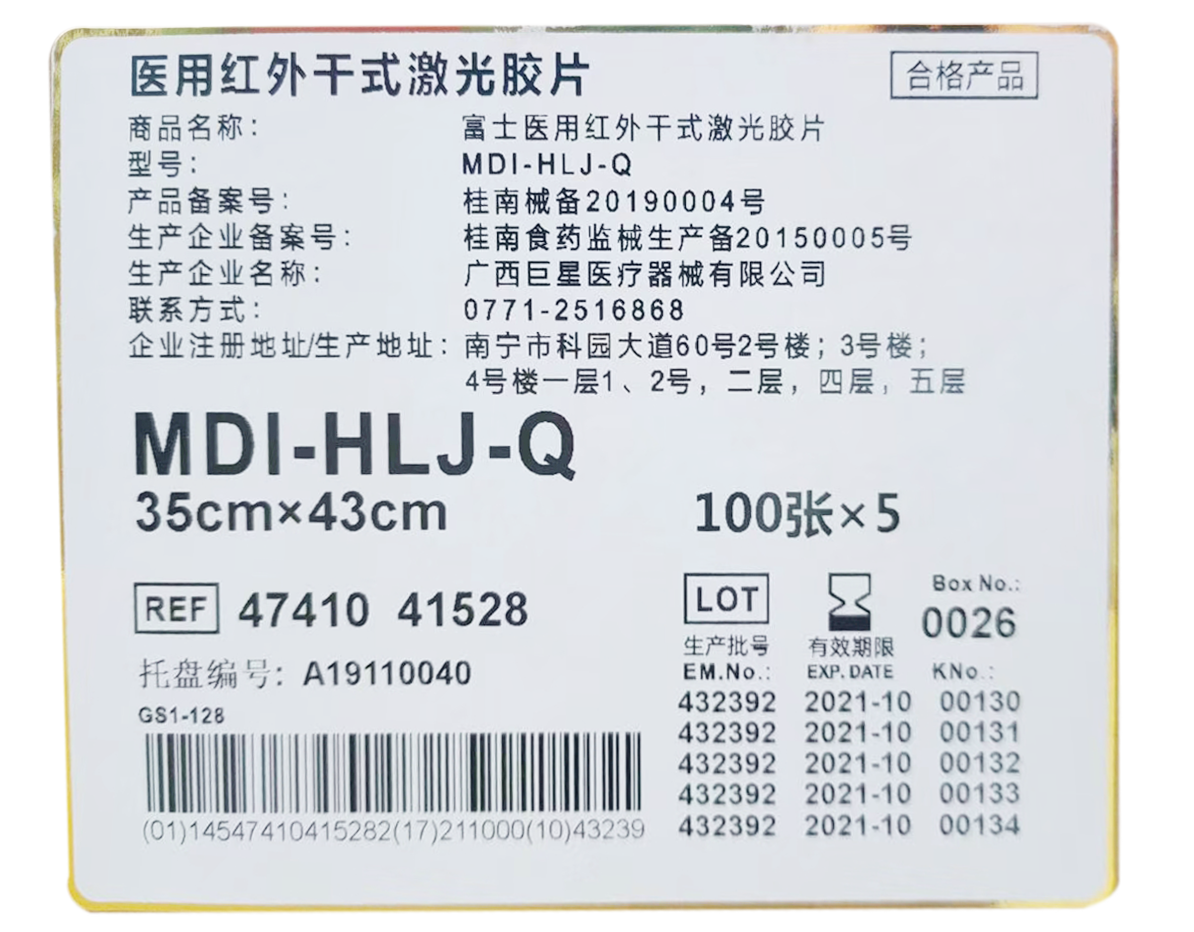 医用红外干式激光胶片
合格产品
商品名称： 富士医用红外干式激光胶片
型号： MDI-HLJ-Q
产品备案号： 桂南械备20190004号
生产企业备案号： 桂南食药监械生产备20150005号
生产企业名称： 广西巨星医疗器械有限公司
联系方式： 0771-2516868
企业注册地址/生产地址： 南宁市科园大道60号2号楼；3号楼；
4号楼一层1、2号，二层，四层，五层
MDI-HLJ-Q
35cm×43cm 100张×5
REF 47410 41528
托盘编号: A19110040
GS1-128
(01)14547410415282(17)211000(10)43239
LOT Box No.:
0026
生产批号 有效期限
EM.No.: EXP. DATE KNo.:
432392 2021-10 00130
432392 2021-10 00131
432392 2021-10 00132
432392 2021-10 00133
432392 2021-10 00134